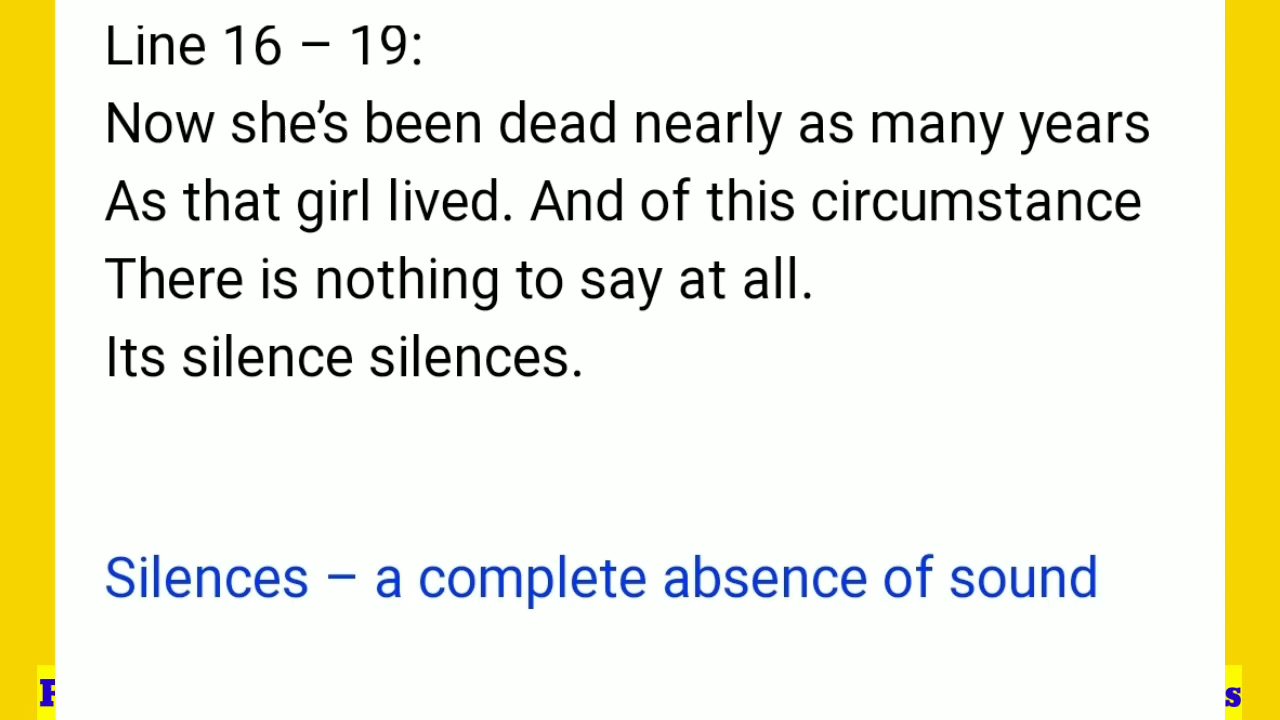 Line 16 – 19:
Now she’s been dead nearly as many years
As that girl lived. And of this circumstance
There is nothing to say at all.
Its silence silences.
Silences – a complete absence of sound
s